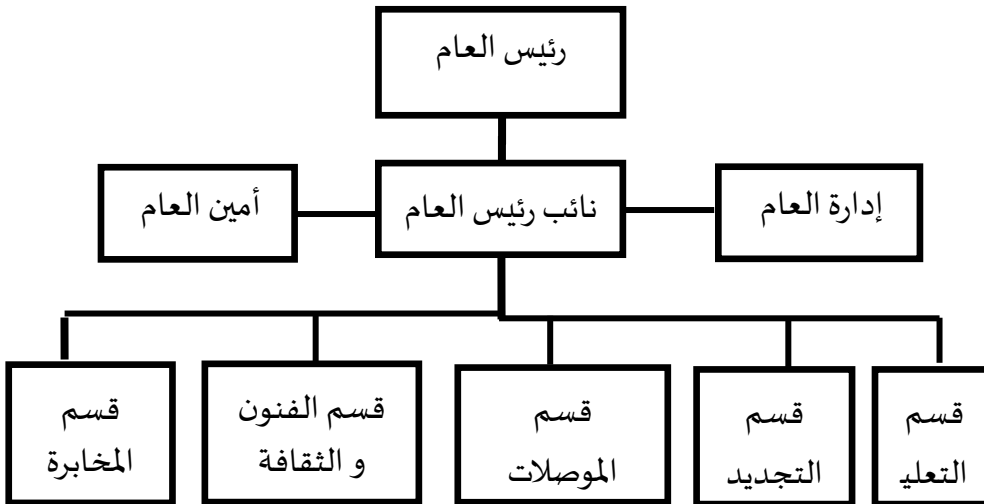 رئيس العام
إدارة العام
نائب رئيس العام
أمين العام
قسم
التعلي
قسم
التجديد
قسم
الموصلات
قسم الفنون
و الثقافة
قسم
المخابرة